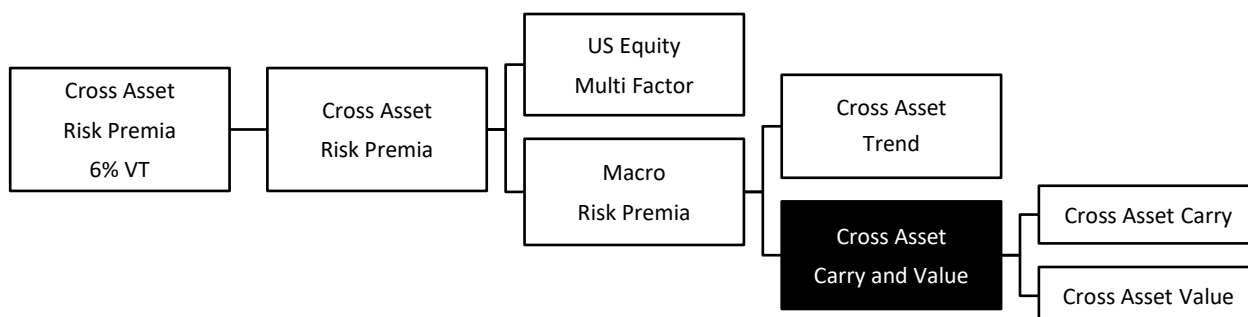 Cross Asset
Risk Premia
6% VT
Cross Asset
Risk Premia
US Equity
Multi Factor
Macro
Risk Premia
Cross Asset
Trend
Cross Asset
Carry and Value
Cross Asset Carry
Cross Asset Value